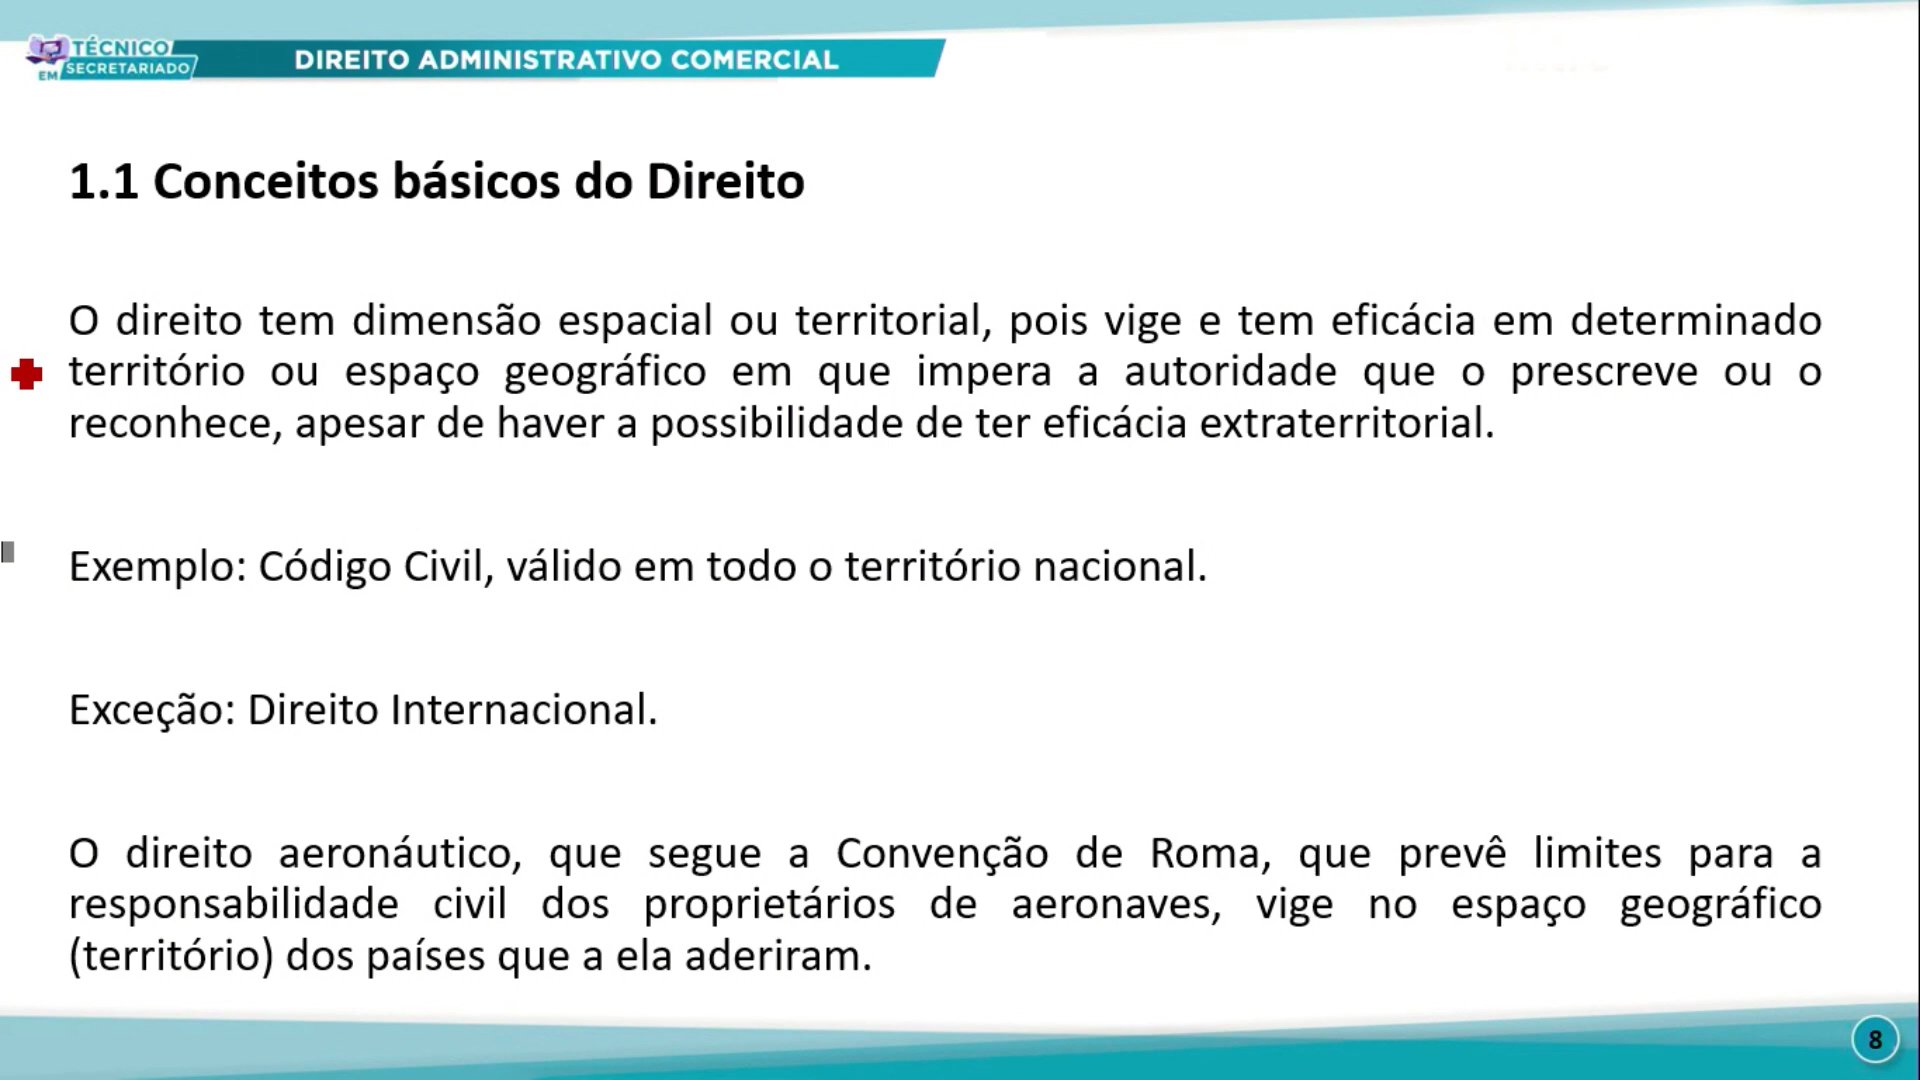 TÉCNICO
EM SECRETARIADO
DIREITO ADMINISTRATIVO COMERCIAL
1.1 Conceitos básicos do Direito
O direito tem dimensão espacial ou territorial, pois vige e tem eficácia em determinado
território ou espaço geográfico em que impera a autoridade que o prescreve ou o
reconhece, apesar de haver a possibilidade de ter eficácia extraterritorial.
Exemplo: Código Civil, válido em todo o território nacional.
Exceção: Direito Internacional.
O direito aeronáutico, que segue a Convenção de Roma, que prevê limites para a
responsabilidade civil dos proprietários de aeronaves, vige no espaço geográfico
(território) dos países que a ela aderiram.
8